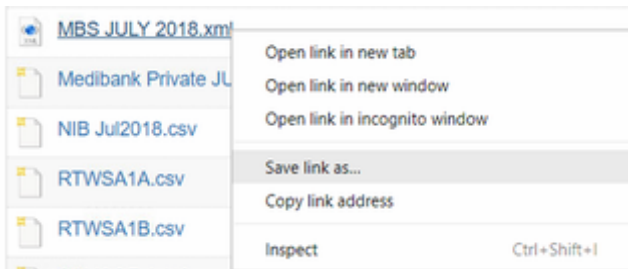 MBS JULY 2018.xml
Medibank Private JU
NIB Jul2018.csv
RTWSA1A.csv
RTWSA1B.csv
Open link in new tab
Open link in new window
Open link in incognito window
Save link as...
Copy link address
Inspect Ctrl+Shift+I